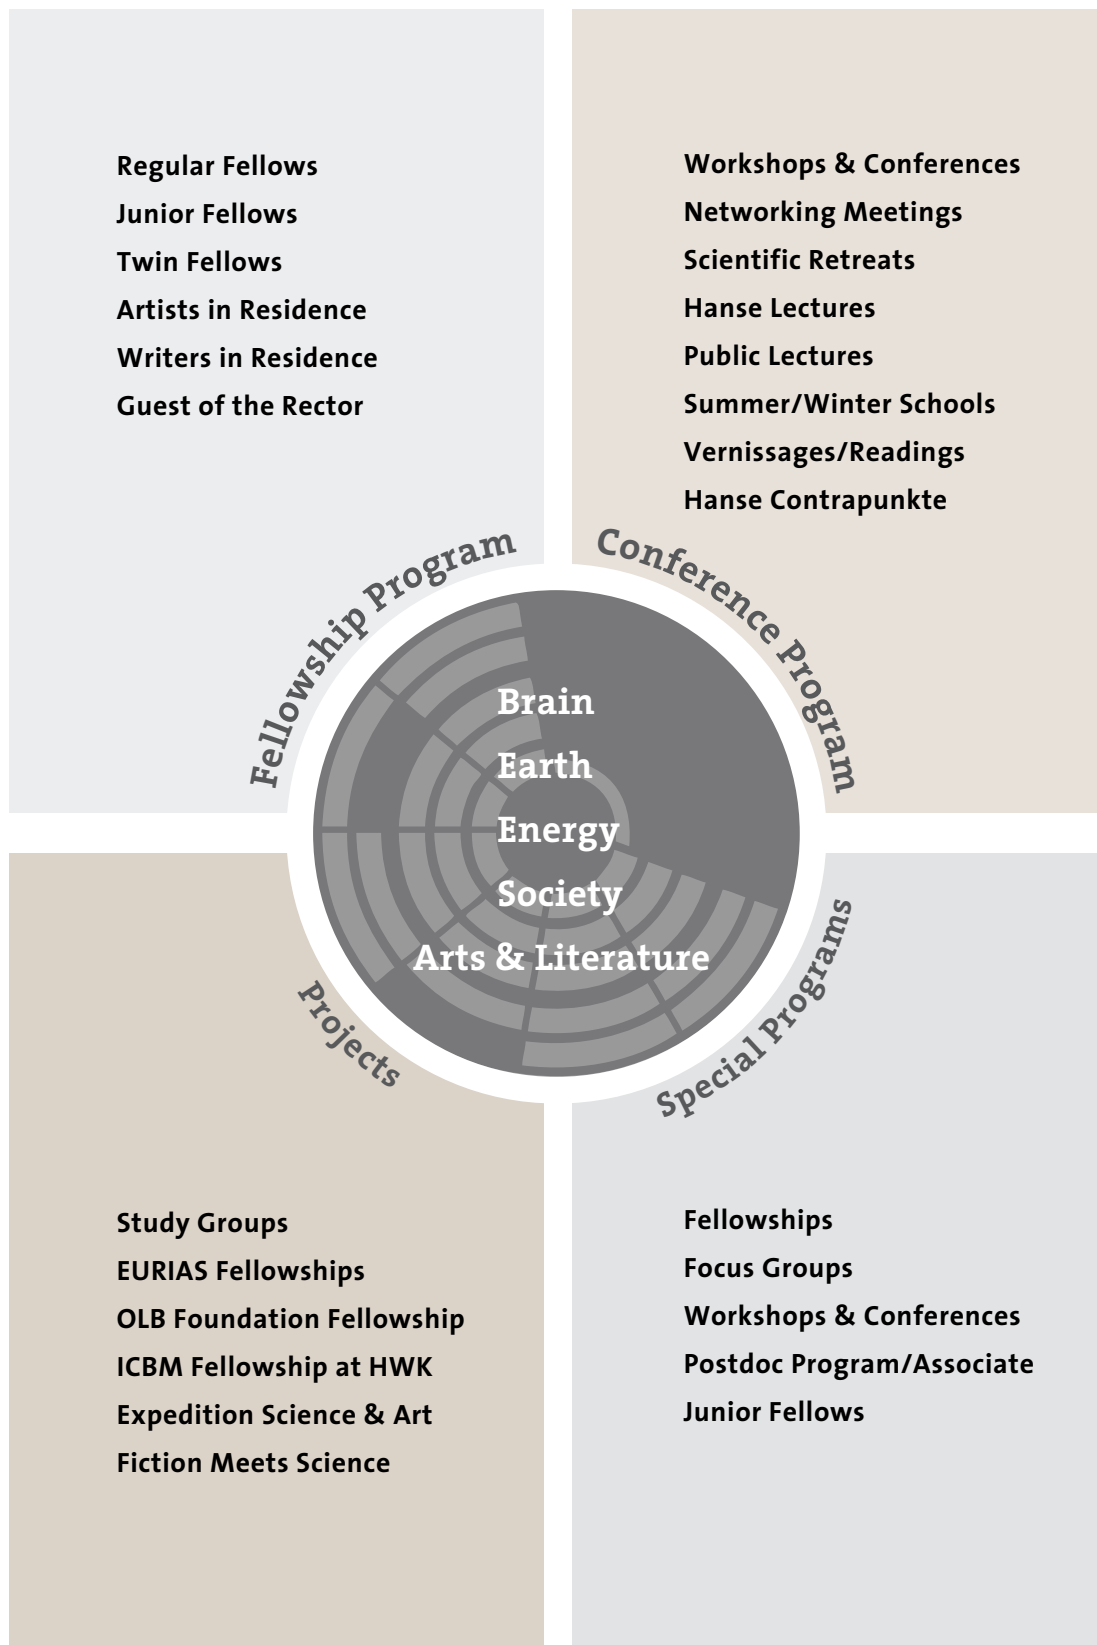 Regular Fellows
Junior Fellows
Twin Fellows
Artists in Residence
Writers in Residence
Guest of the Rector
Fellowship Program
Workshops & Conferences
Networking Meetings
Scientific Retreats
Hanse Lectures
Public Lectures
Summer/Winter Schools
Vernissages/Readings
Hanse Contrapunkte
Conference Program
Brain
Earth
Energy
Society
Arts & Literature
Projects
Study Groups
EURIAS Fellowships
OLB Foundation Fellowship
ICBM Fellowship at HWK
Expedition Science & Art
Fiction Meets Science
Special Programs
Fellowships
Focus Groups
Workshops & Conferences
Postdoc Program/Associate
Junior Fellows